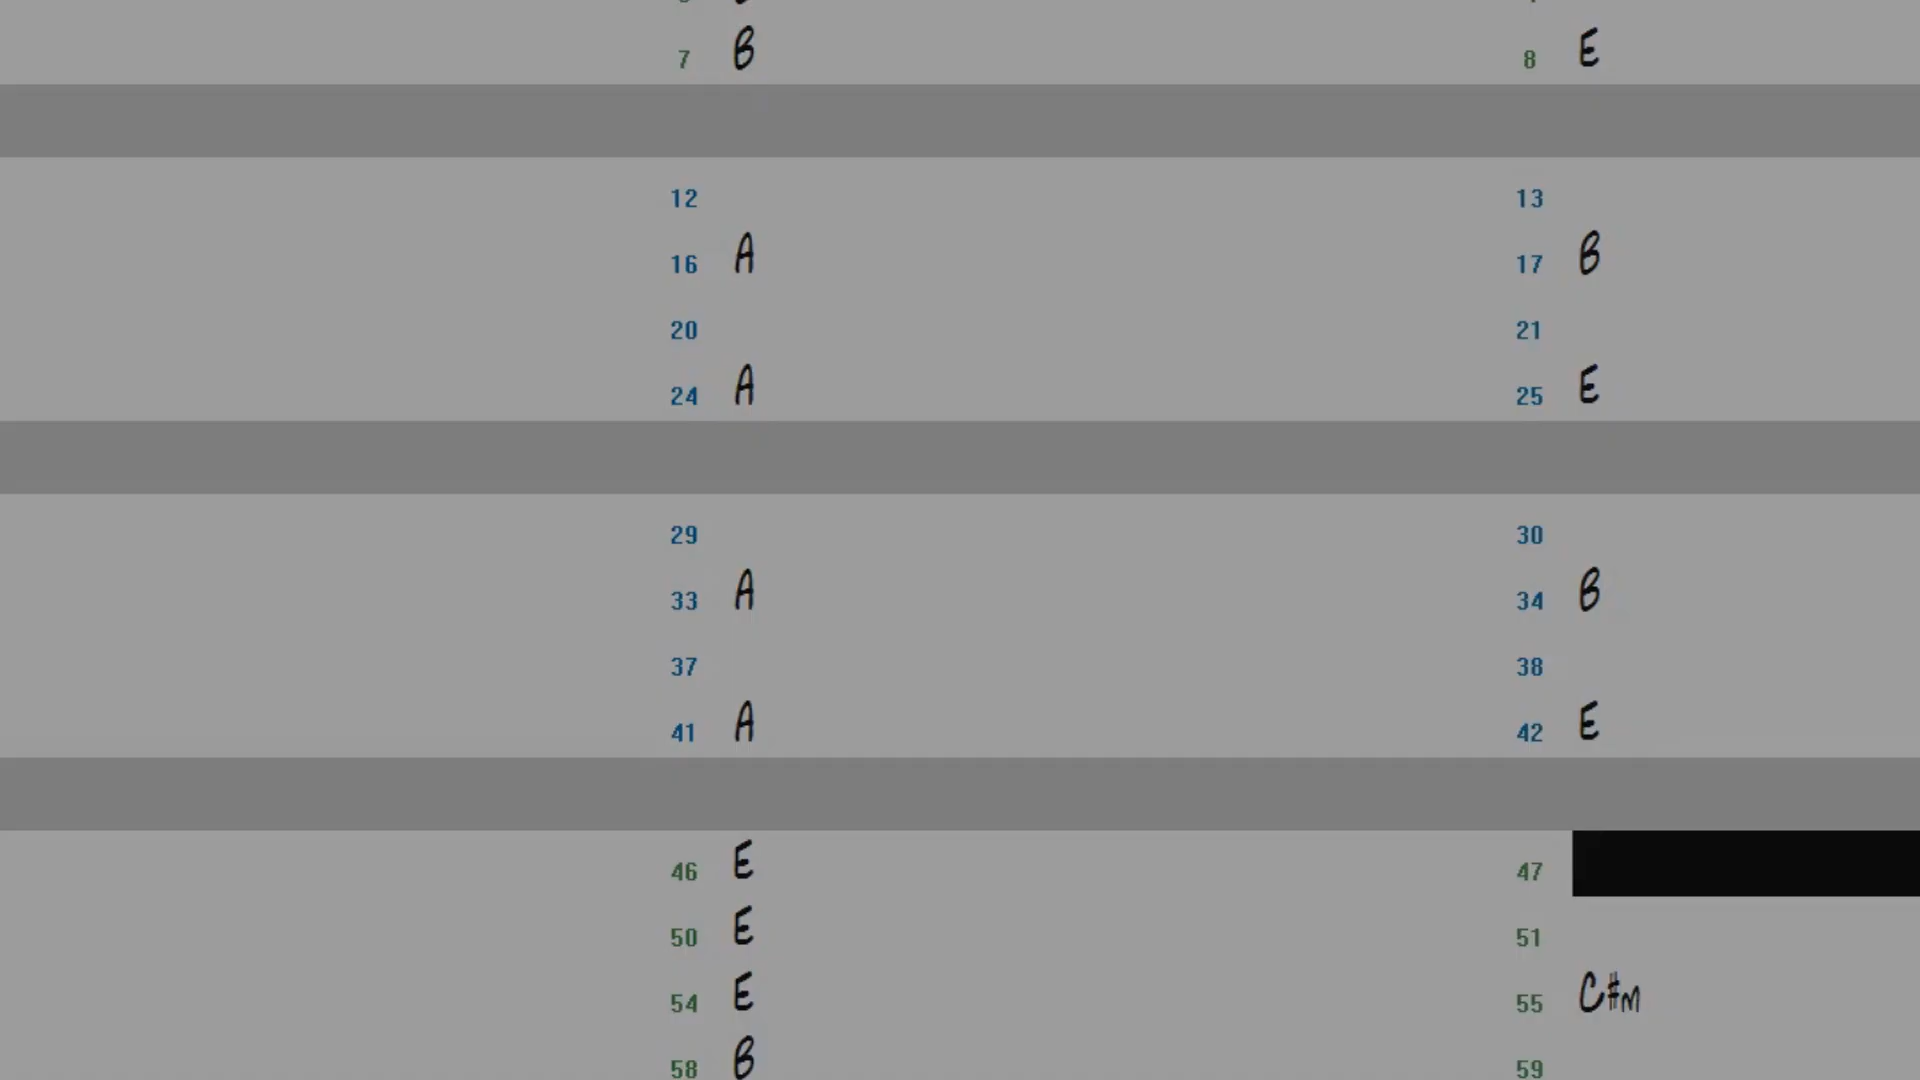 7 B 8 E
12 13
16 A 17 B
20 21
24 A 25 E
29 30
33 A 34 B
37 38
41 A 42 E
46 E 47
50 E 51
54 E 55 C#m
58 B 59